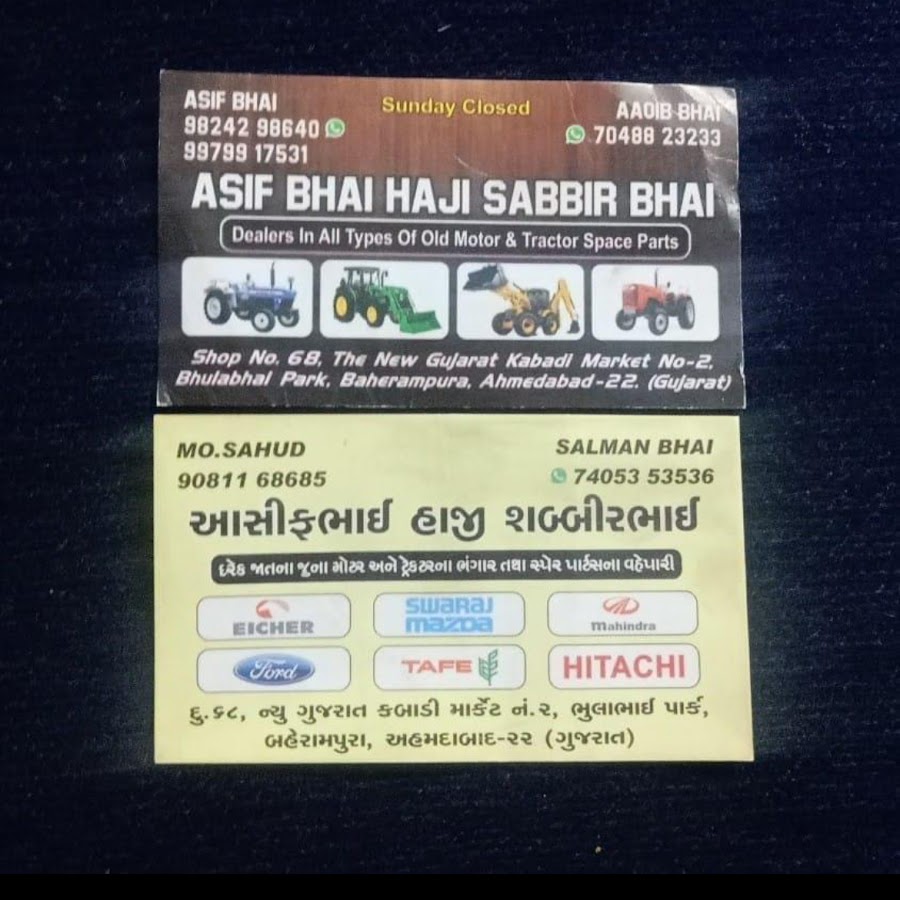 ASIF BHAI
98242 98640
99799 17531
Sunday Closed
AAQIB BHAI
70488 23233
ASIF BHAI HAJI SABBIR BHAI
Dealers In All Types Of Old Motor & Tractor Space Parts
Shop No. 68, The New Gujarat Kabadi Market No-2,
Bhulabhai Park, Baherampura, Ahmedabad-22. (Gujarat)
MO.SAHUD
90811 68685
SALMAN BHAI
74053 53536
આસીફભાઈ હાજી શબ્બીરભાઈ
દરેક જાતના જુના મોટર અને ટ્રેકટરના ભંગાર તથા સ્પેર પાર્ટસના વહેપારી
EICHER
SWARAJ
mazda
Mahindra
Ford
TAFE
HITACHI
દુ.૬૮, ન્યુ ગુજરાત કબાડી માર્કેટ નં.૨, ભુલાભાઈ પાર્ક,
બહેરામપુરા, અહમદાબાદ-૨૨ (ગુજરાત)